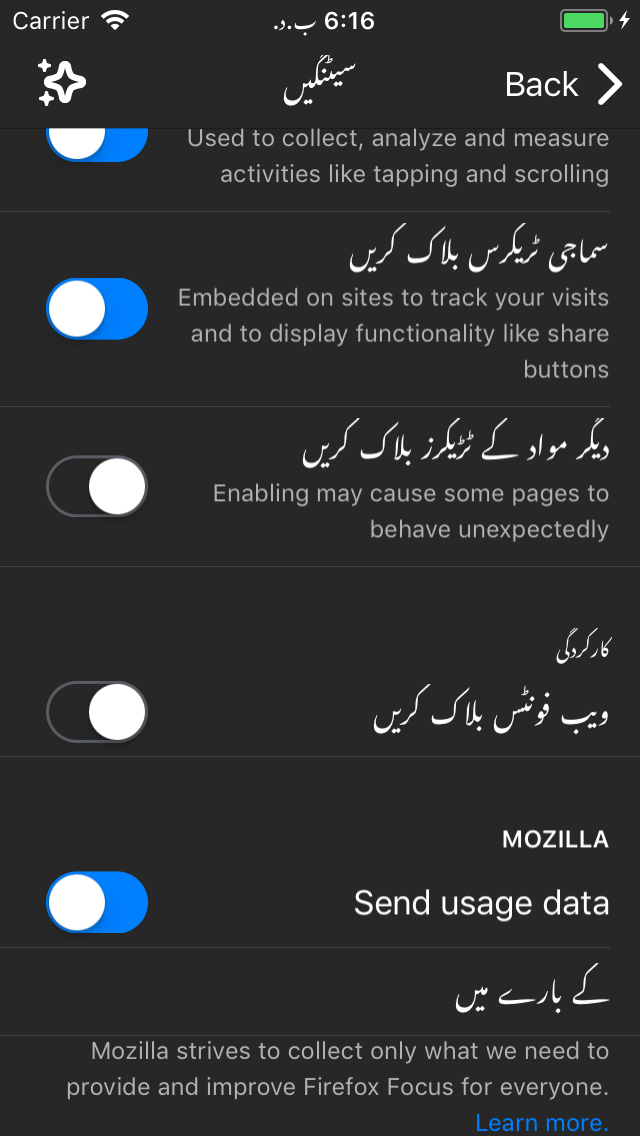 Carrier 6:16 ب.د.
سیٹنگیں Back
Used to collect, analyze and measure
activities like tapping and scrolling
سماجی ٹریکرس بلاک کریں
Embedded on sites to track your visits
and to display functionality like share
buttons
دیگر مواد کے ٹڑیکرز بلاک کریں
Enabling may cause some pages to
behave unexpectedly
کارکردگی
ویب فونٹس بلاک کریں
MOZILLA
Send usage data
کے بارے میں
Mozilla strives to collect only what we need to
provide and improve Firefox Focus for everyone.
Learn more.